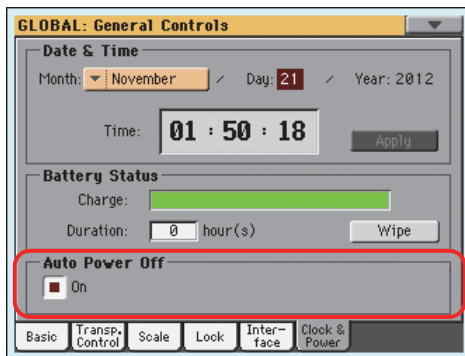 GLOBAL: General Controls
Date & Time
Month: November / Day: 21 / Year: 2012
Time: 01 : 50 : 18 Apply
Battery Status
Charge:
Duration: 0 hour(s) Wipe
Auto Power Off
On
Basic Transp. Control Scale Lock Inter- face Clock & Power